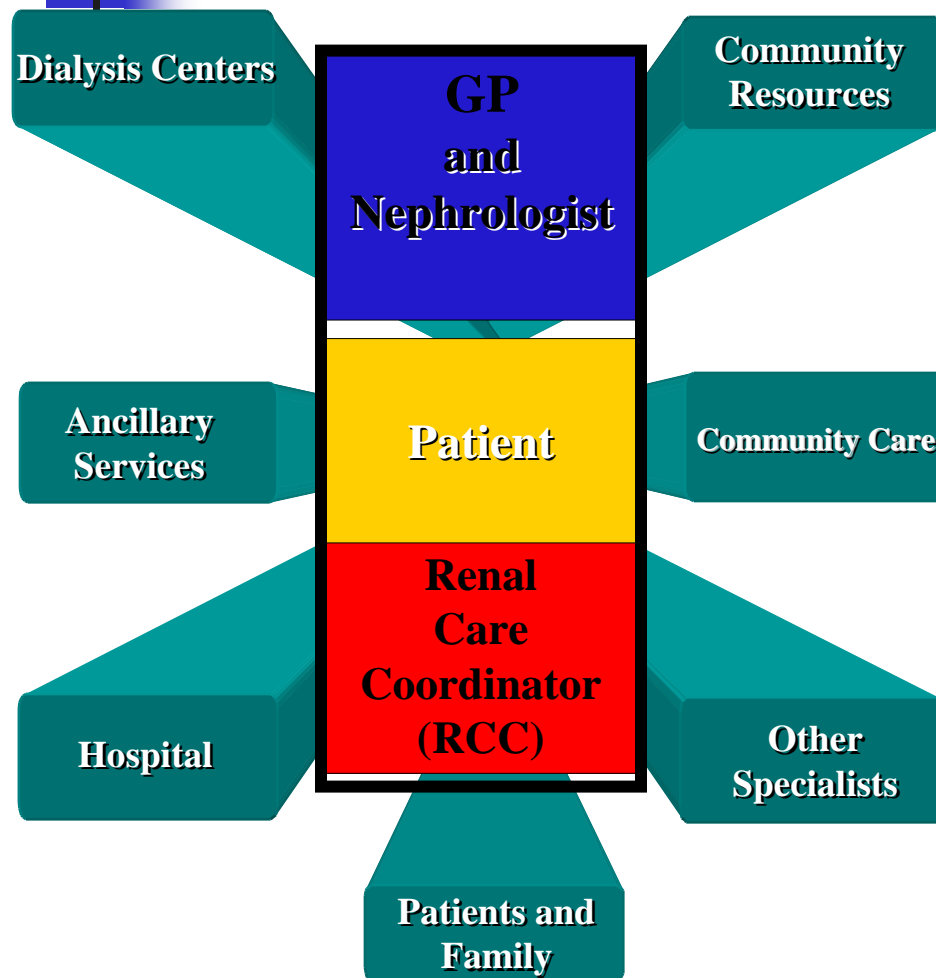 Dialysis Centers
GP
and
Nephrologist
Community
Resources
Ancillary
Services
Patient
Community Care
Renal
Care
Coordinator
(RCC)
Hospital
Other
Specialists
Patients and
Family